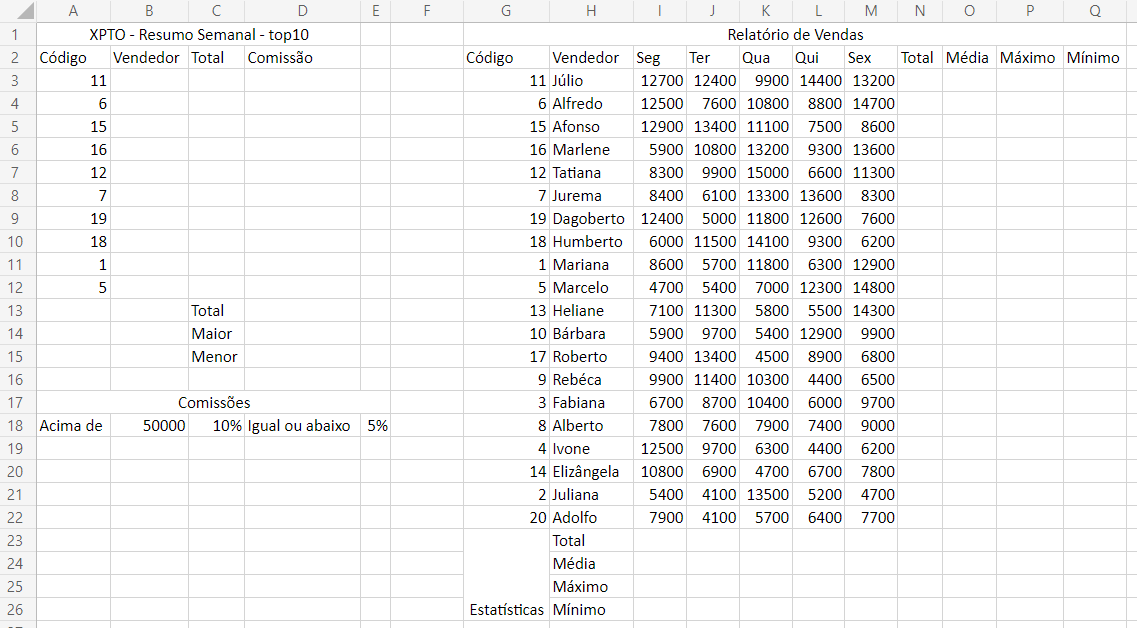 A B C D E F G H I J K L M N O P Q
1 XPTO - Resumo Semanal - top10 Relatório de Vendas
2 Código Vendedor Total Comissão Código Vendedor Seg Ter Qua Qui Sex Total Média Máximo Mínimo
3 11 11 Júlio 12700 12400 9900 14400 13200
4 6 6 Alfredo 12500 7600 10800 8800 14700
5 15 15 Afonso 12900 13400 11100 7500 8600
6 16 16 Marlene 5900 10800 13200 9300 13600
7 12 12 Tatiana 8300 9900 15000 6600 11300
8 7 7 Jurema 8400 6100 13300 13600 8300
9 19 19 Dagoberto 12400 5000 11800 12600 7600
10 18 18 Humberto 6000 11500 14100 9300 6200
11 1 1 Mariana 8600 5700 11800 6300 12900
12 5 5 Marcelo 4700 5400 7000 12300 14800
13 Total 13 Heliane 7100 11300 5800 5500 14300
14 Maior 10 Bárbara 5900 9700 5400 12900 9900
15 Menor 17 Roberto 9400 13400 4500 8900 6800
16 9 Rebéca 9900 11400 10300 4400 6500
17 Comissões 3 Fabiana 6700 8700 10400 6000 9700
18 Acima de 50000 10% Igual ou abaixo 5% 8 Alberto 7800 7600 7900 7400 9000
19 4 Ivone 12500 9700 6300 4400 6200
20 14 Elizângela 10800 6900 4700 6700 7800
21 2 Juliana 5400 4100 13500 5200 4700
22 20 Adolfo 7900 4100 5700 6400 7700
23 Total
24 Média
25 Máximo
26 Estatísticas Mínimo